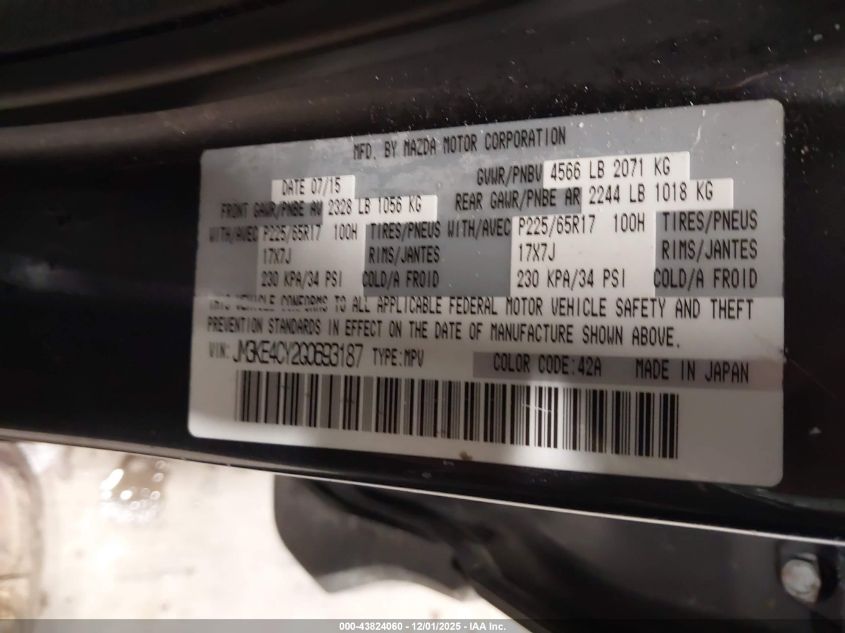 MFD. BY MAZDA MOTOR CORPORATION
DATE 07/15 GVWR/PNBV 4566 LB 2071 KG
FRONT GAWR/PNBE AV 2328 LB 1056 KG REAR GAWR/PNBE AR 2244 LB 1018 KG
WITH/AVEC P225/65R17 100H TIRES/PNEUS WITH/AVEC P225/65R17 100H TIRES/PNEUS
17X7J RIMS/JANTES 17X7J RIMS/JANTES
230 KPA/34 PSI COLD/A FROID 230 KPA/34 PSI COLD/A FROID
THIS VEHICLE CONFORMS TO ALL APPLICABLE FEDERAL MOTOR VEHICLE SAFETY AND THEFT
PREVENTION STANDARDS IN EFFECT ON THE DATE OF MANUFACTURE SHOWN ABOVE.
VIN: JM3KE4CY2G0693187 TYPE:MPV COLOR CODE:42A MADE IN JAPAN
000-43824060 - 12/01/2025 - IAA Inc.